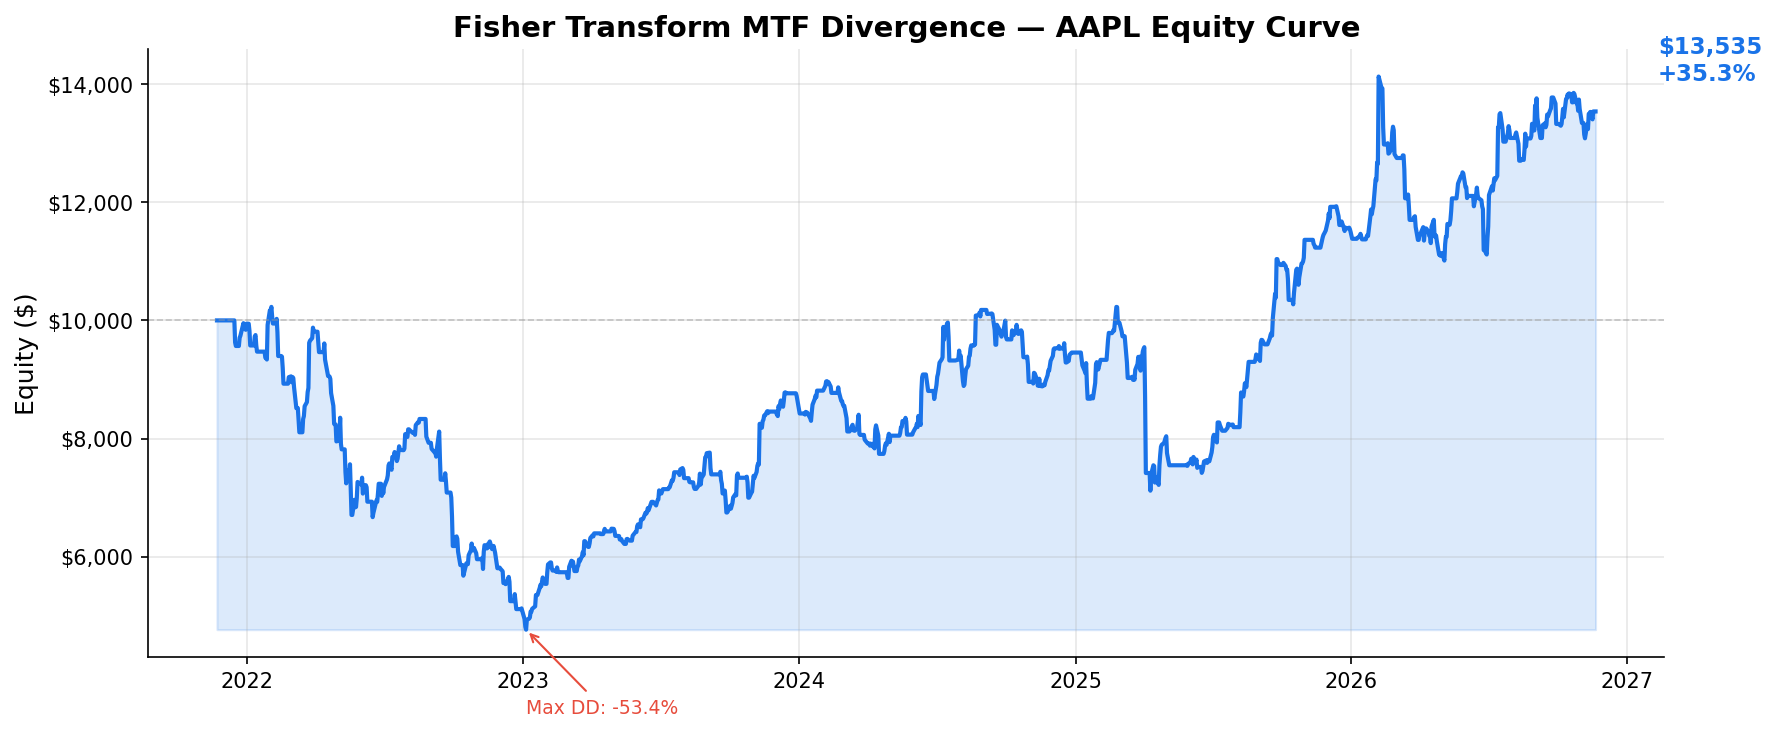 Fisher Transform MTF Divergence — AAPL Equity Curve
$13,535
+35.3%
$14,000
$12,000
$10,000
$8,000
$6,000
Equity ($)
2022 2023 2024 2025 2026 2027
Max DD: -53.4%